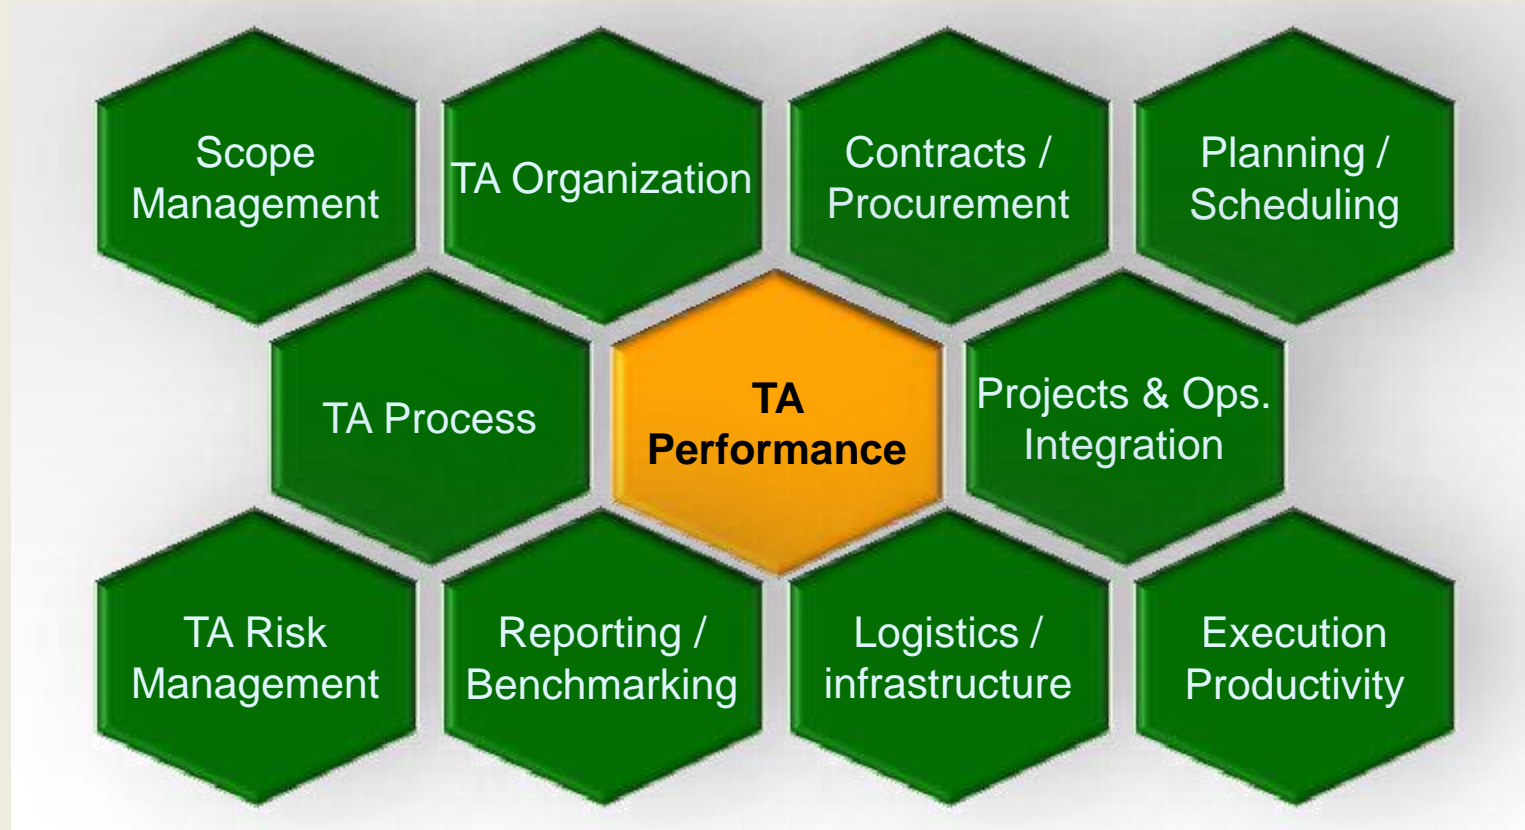 Scope
Management
TA Organization
Contracts /
Procurement
Planning /
Scheduling
TA Process
TA
Performance
Projects & Ops.
Integration
TA Risk
Management
Reporting /
Benchmarking
Logistics /
infrastructure
Execution
Productivity